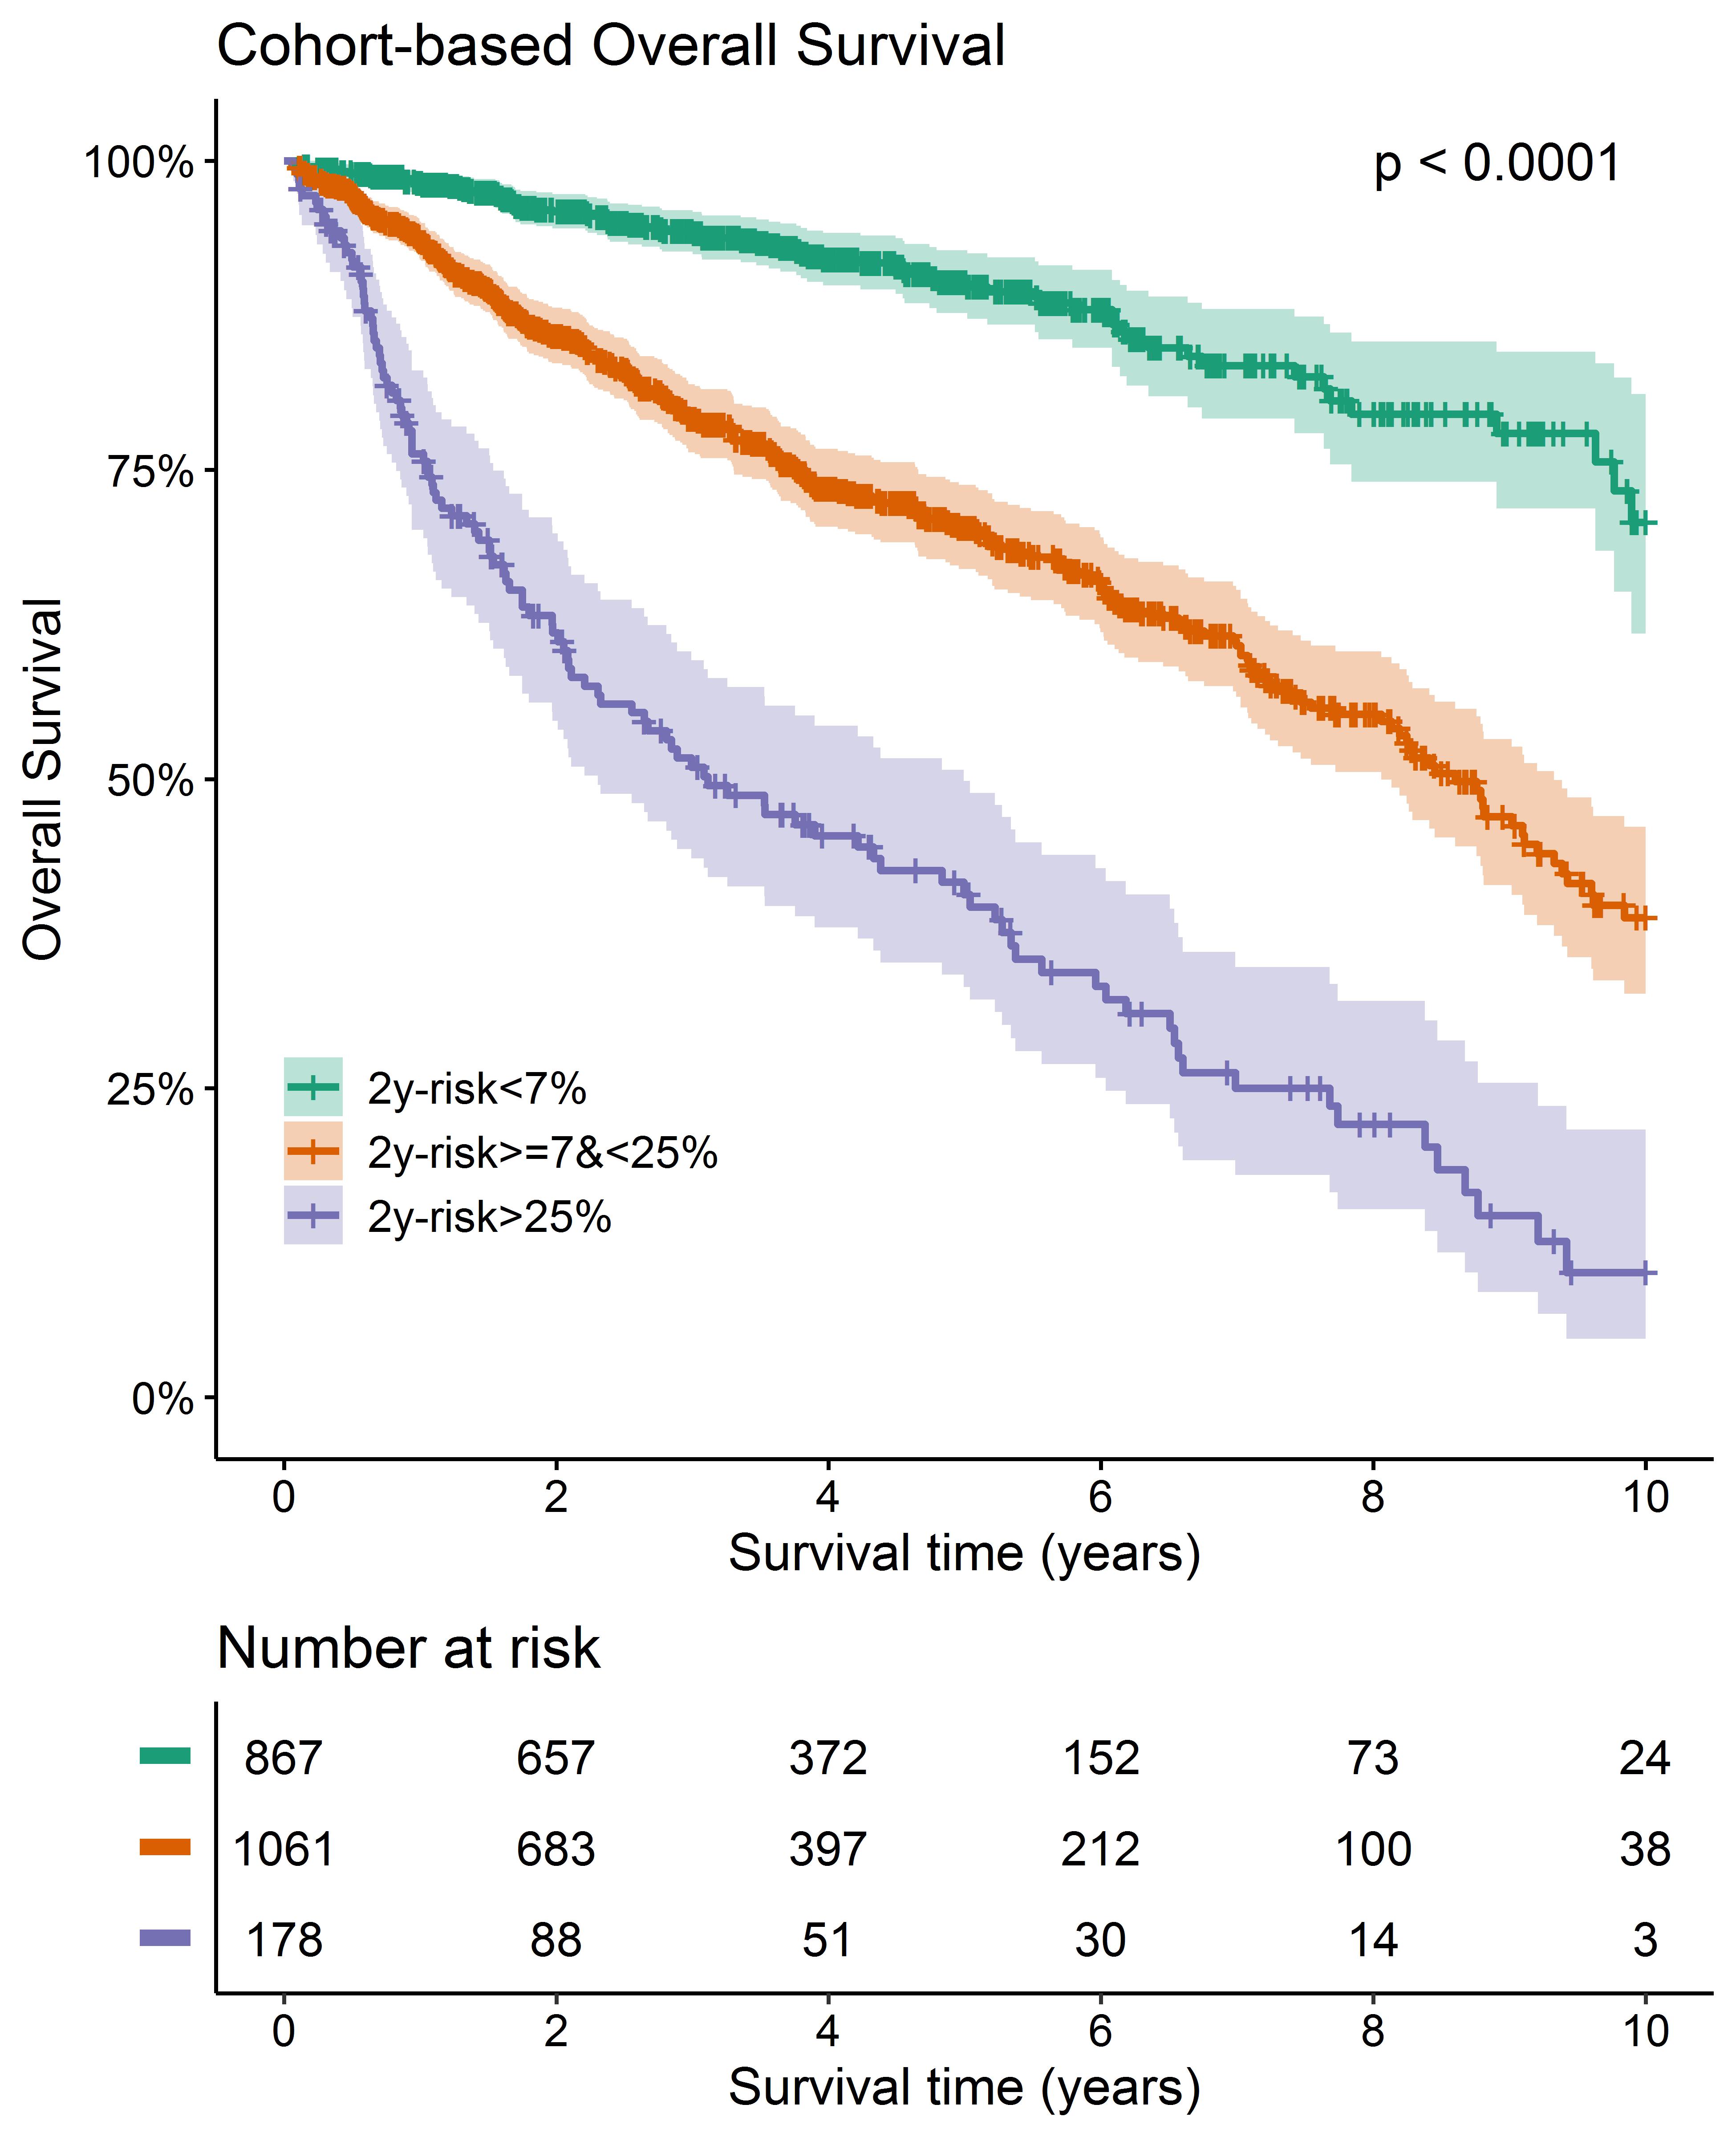 Cohort-based Overall Survival
p < 0.0001
100%
75%
50%
25%
0%
Overall Survival
2y-risk<7%
2y-risk>=7&<25%
2y-risk>25%
0 2 4 6 8 10
Survival time (years)
Number at risk
867 657 372 152 73 24
1061 683 397 212 100 38
178 88 51 30 14 3
0 2 4 6 8 10
Survival time (years)